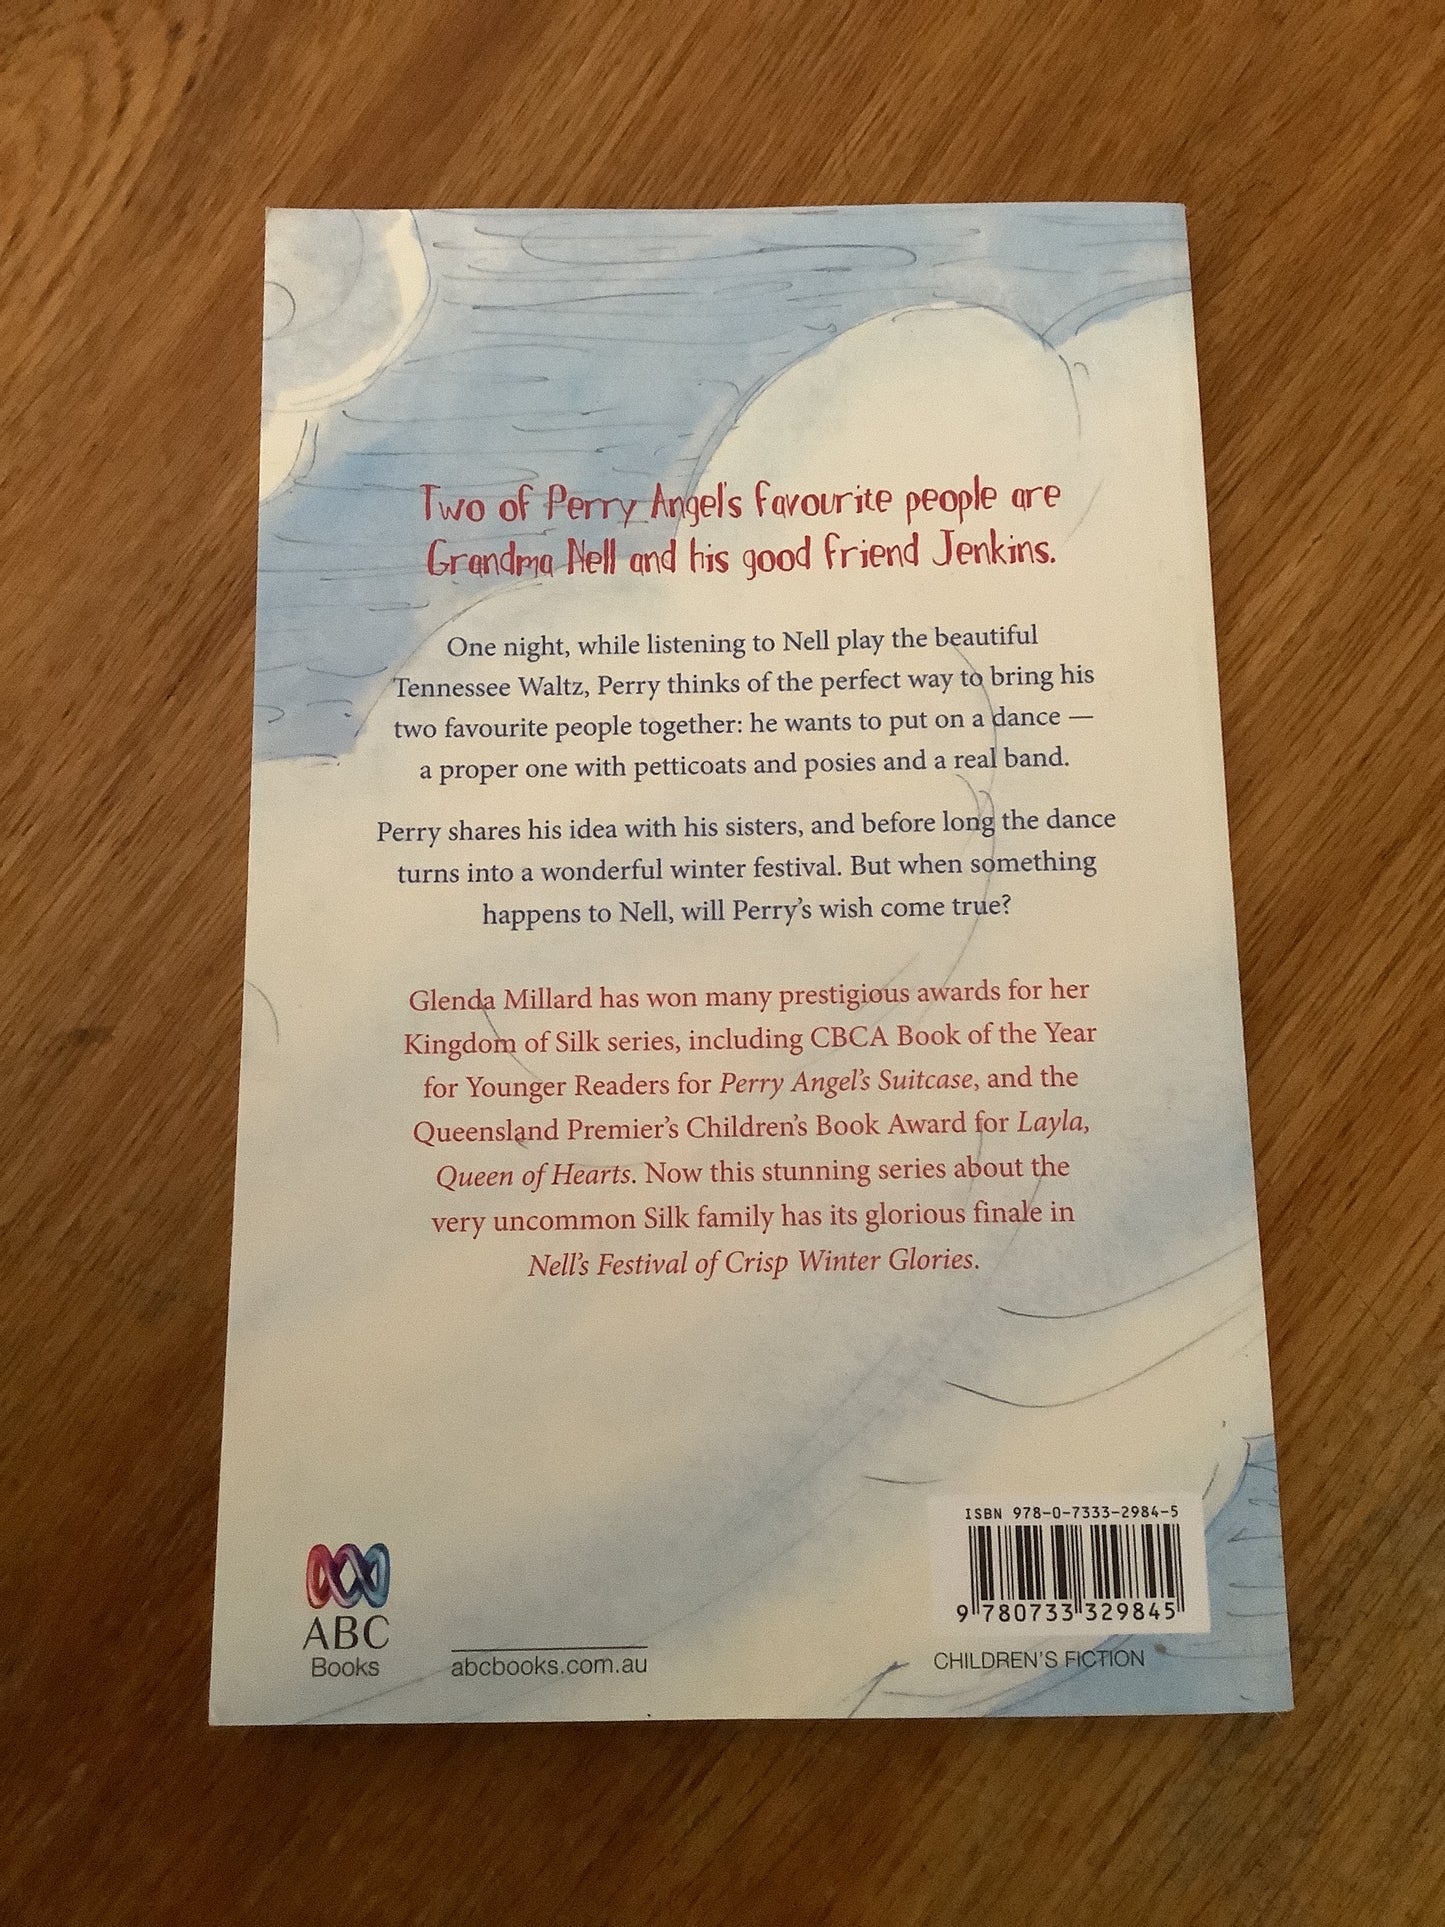 Two of Perry Angel's favourite people are
Grandma Nell and his good friend Jenkins.
One night, while listening to Nell play the beautiful
Tennessee Waltz, Perry thinks of the perfect way to bring his
two favourite people together: he wants to put on a dance —
a proper one with petticoats and posies and a real band.
Perry shares his idea with his sisters, and before long the dance
turns into a wonderful winter festival. But when something
happens to Nell, will Perry's wish come true?
Glenda Millard has won many prestigious awards for her
Kingdom of Silk series, including CBCA Book of the Year
for Younger Readers for Perry Angel's Suitcase, and the
Queensland Premier's Children's Book Award for Layla,
Queen of Hearts. Now this stunning series about the
very uncommon Silk family has its glorious finale in
Nell's Festival of Crisp Winter Glories.
ISBN 978-0-7333-2984-5
9 780733 329845
ABC
Books
abcbooks.com.au
CHILDREN'S FICTION